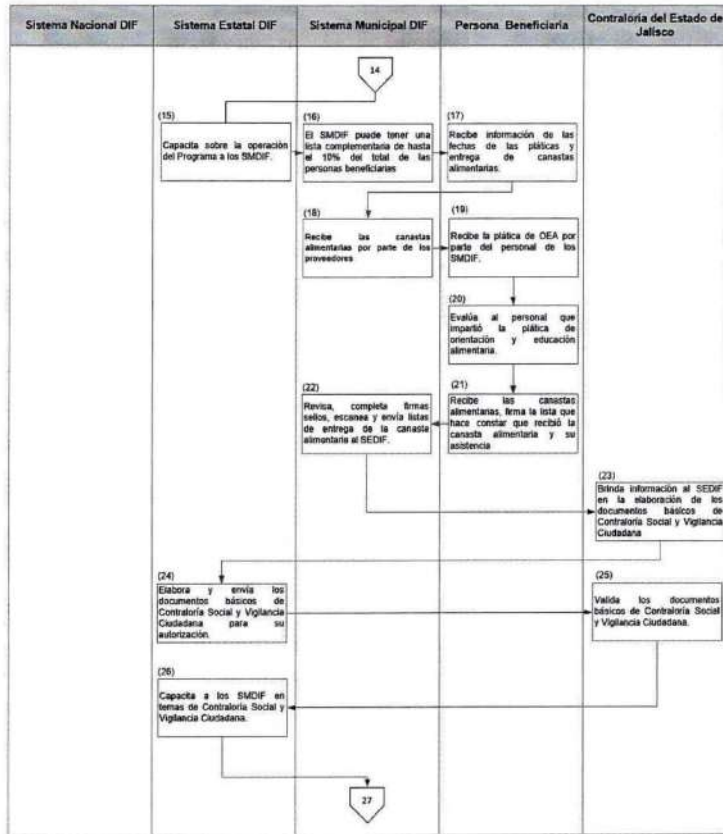 Sistema Nacional DIF
Sistema Estatal DIF
Sistema Municipal DIF
Persona Beneficiaria
Contraloría del Estado de
Jalisco
14
(15)
Capacita sobre la operación
del Programa a los SMDIF.
(16)
El SMDIF puede tener una
lista complementaria de hasta
el 10% del total de las
personas beneficiarias
(17)
Recibe información de las
fechas de las pláticas y
entrega de canastas
alimentarias.
(18)
Recibe las canastas
alimentarias por parte de los
proveedores
(19)
Recibe la plática de OEA por
parte del personal de los
SMDIF.
(20)
Evalúa al personal que
impartió la plática de
orientación y educación
alimentaria.
(21)
Recibe las canastas
alimentarias, firma la lista que
hace constar que recibió la
canasta alimentaria y su
asistencia
(22)
Revisa, completa firmas
sellos, escanea y envía listas
de entrega de la canasta
alimentaria al SEDIF.
(23)
Brinda información al SEDIF
en la elaboración de los
documentos básicos de
Contraloría Social y Vigilancia
Ciudadana
(24)
Elabora y envía los
documentos básicos de
Contraloría Social y Vigilancia
Ciudadana para su
autorización.
(25)
Valida los documentos
básicos de Contraloría Social
y Vigilancia Ciudadana.
(26)
Capacita a los SMDIF en
temas de Contraloría Social y
Vigilancia Ciudadana.
27